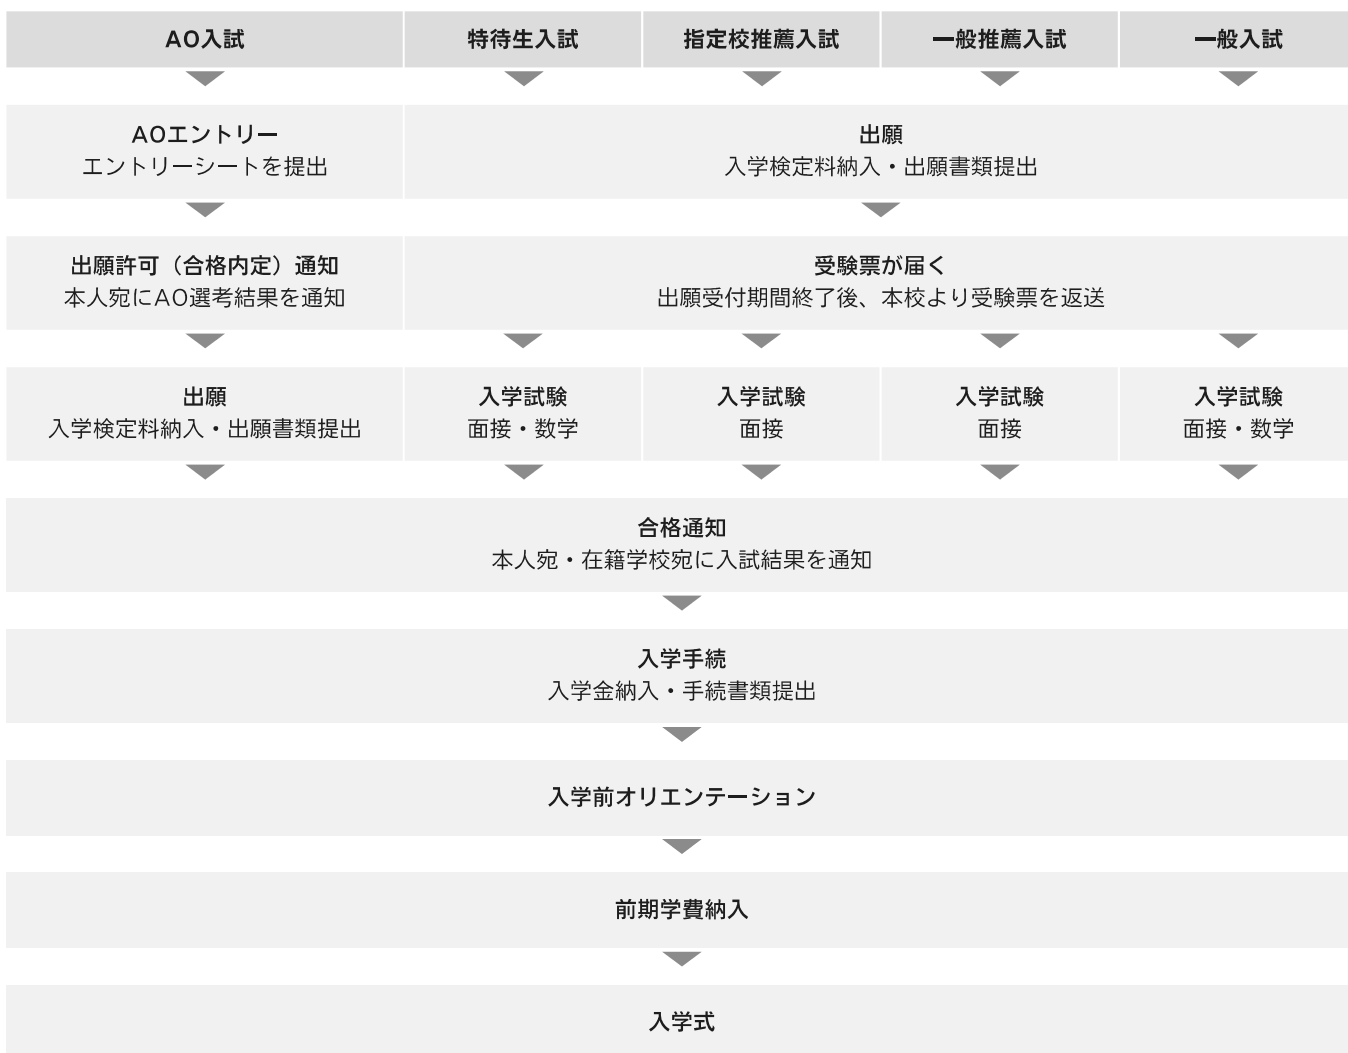 AO入試
特待生入試
指定校推薦入試
一般推薦入試
一般入試
AOエントリー
エントリーシートを提出
出願
入学検定料納入・出願書類提出
出願許可（合格内定）通知
本人宛にAO選考結果を通知
受験票が届く
出願受付期間終了後、本校より受験票を返送
出願
入学検定料納入・出願書類提出
入学試験
面接・数学
入学試験
面接
入学試験
面接
入学試験
面接・数学
合格通知
本人宛・在籍学校宛に入試結果を通知
入学手続
入学金納入・手続書類提出
入学前オリエンテーション
前期学費納入
入学式